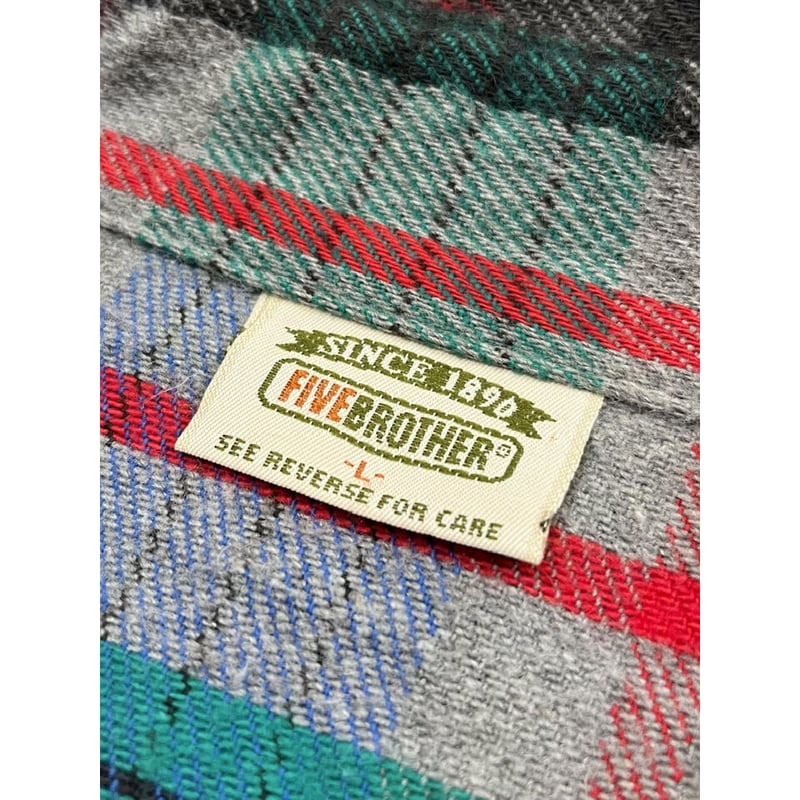 SINCE 1890
FIVE BROTHER®
-L-
SEE REVERSE FOR CARE